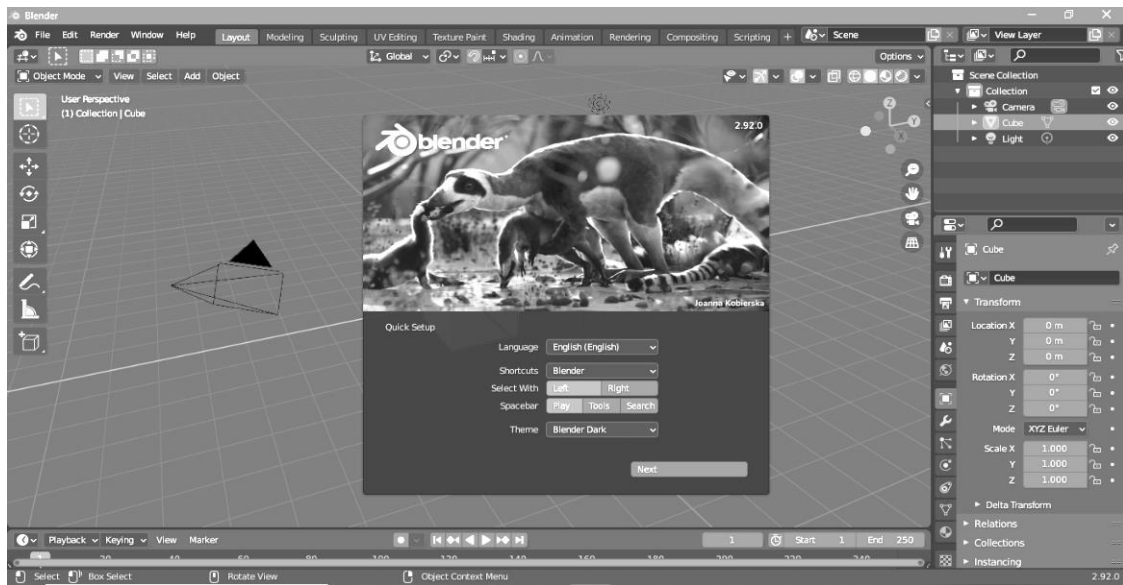 Blender
File Edit Render Window Help Layout Modeling Sculpting UV Editing Texture Paint Shading Animation Rendering Compositing Scripting + Scene View Layer
Global Options
Object Mode View Select Add Object
User Perspective
(1) Collection | Cube
Z
Y
X
blender
2.92.0
Joanna Kobierska
Quick Setup
Language English (English)
Shortcuts Blender
Select With Left Right
Spacebar Play Tools Search
Theme Blender Dark
Next
Scene Collection
Collection
Camera
Cube
Light
Cube
Cube
Transform
Location X 0 m
Y 0 m
Z 0 m
Rotation X 0°
Y 0°
Z 0°
Mode XYZ Euler
Scale X 1.000
Y 1.000
Z 1.000
Delta Transform
Relations
Collections
Instancing
Playback Keying View Marker 1 Start 1 End 250
Select Box Select Rotate View Object Context Menu 2.92.0